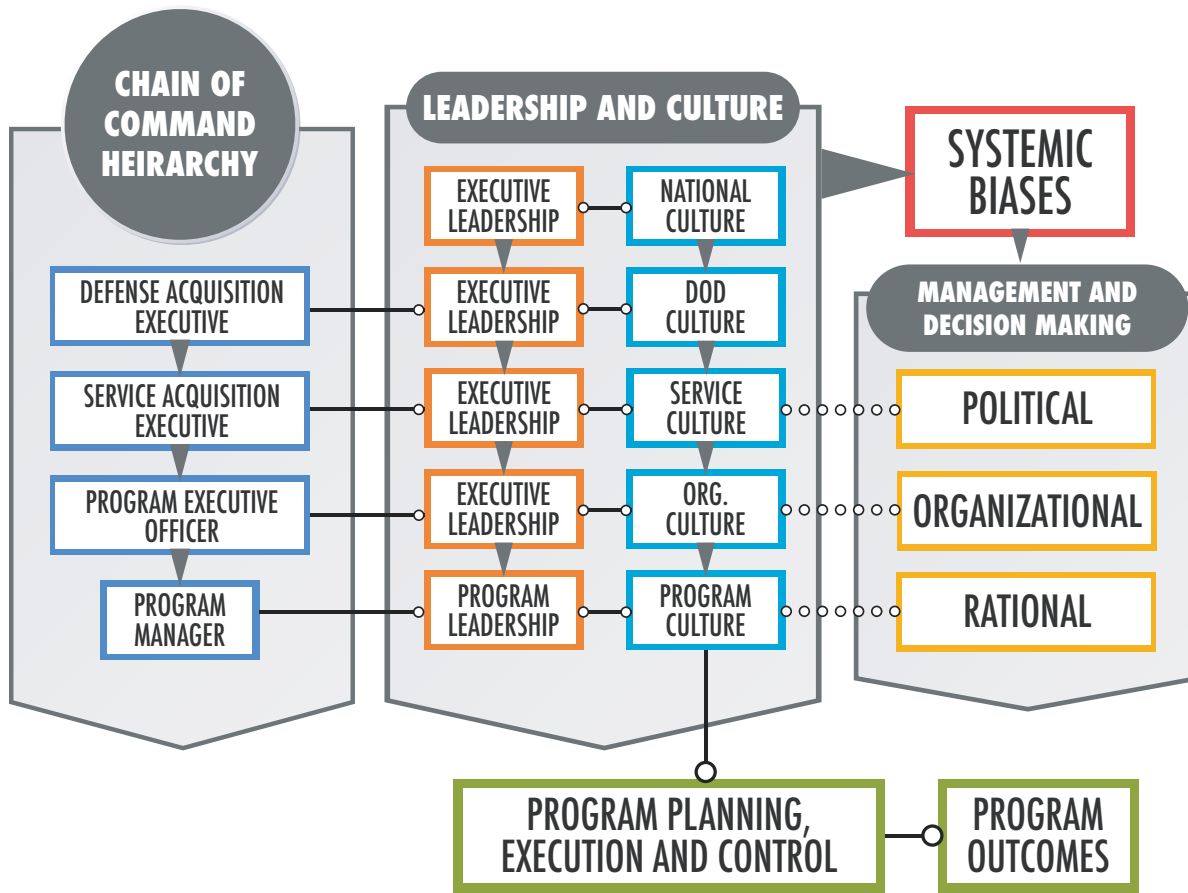 CHAIN OF
COMMAND
HEIRARCHY
DEFENSE ACQUISITION
EXECUTIVE
SERVICE ACQUISITION
EXECUTIVE
PROGRAM EXECUTIVE
OFFICER
PROGRAM
MANAGER
LEADERSHIP AND CULTURE
EXECUTIVE
LEADERSHIP
NATIONAL
CULTURE
EXECUTIVE
LEADERSHIP
DOD
CULTURE
EXECUTIVE
LEADERSHIP
SERVICE
CULTURE
EXECUTIVE
LEADERSHIP
ORG.
CULTURE
PROGRAM
LEADERSHIP
PROGRAM
CULTURE
SYSTEMIC
BIASES
MANAGEMENT AND
DECISION MAKING
POLITICAL
ORGANIZATIONAL
RATIONAL
PROGRAM PLANNING,
EXECUTION AND CONTROL
PROGRAM
OUTCOMES